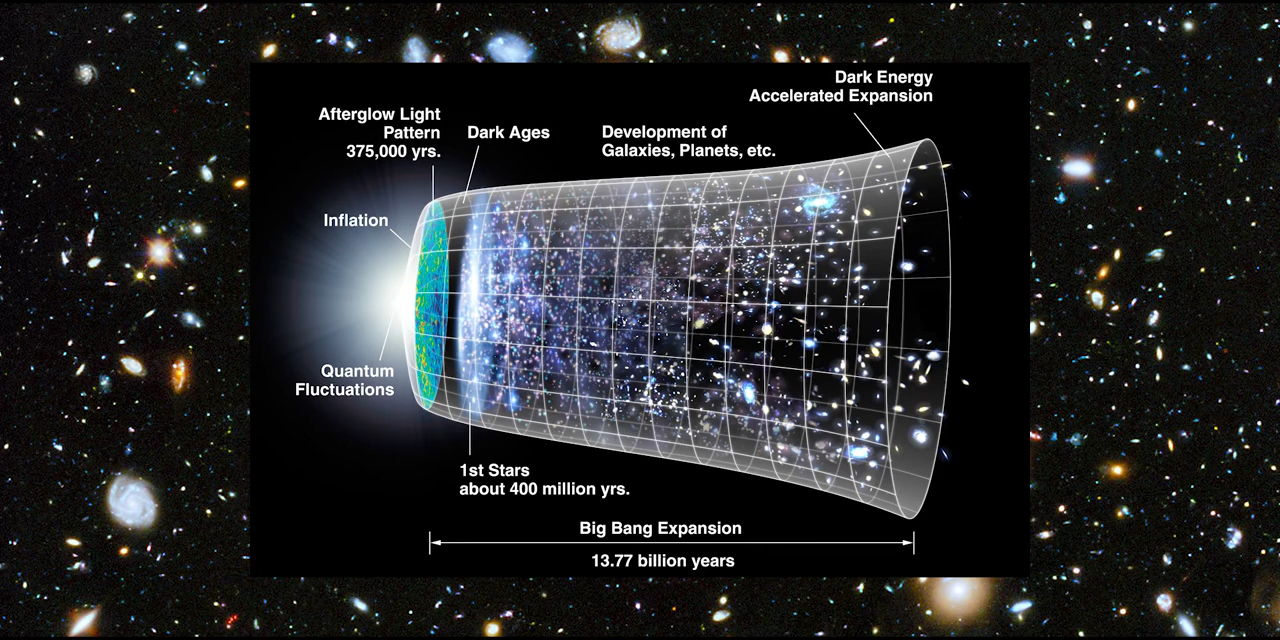 Dark Energy
Accelerated Expansion
Afterglow Light
Pattern
375,000 yrs.
Dark Ages
Development of
Galaxies, Planets, etc.
Inflation
Quantum
Fluctuations
1st Stars
about 400 million yrs.
Big Bang Expansion
13.77 billion years